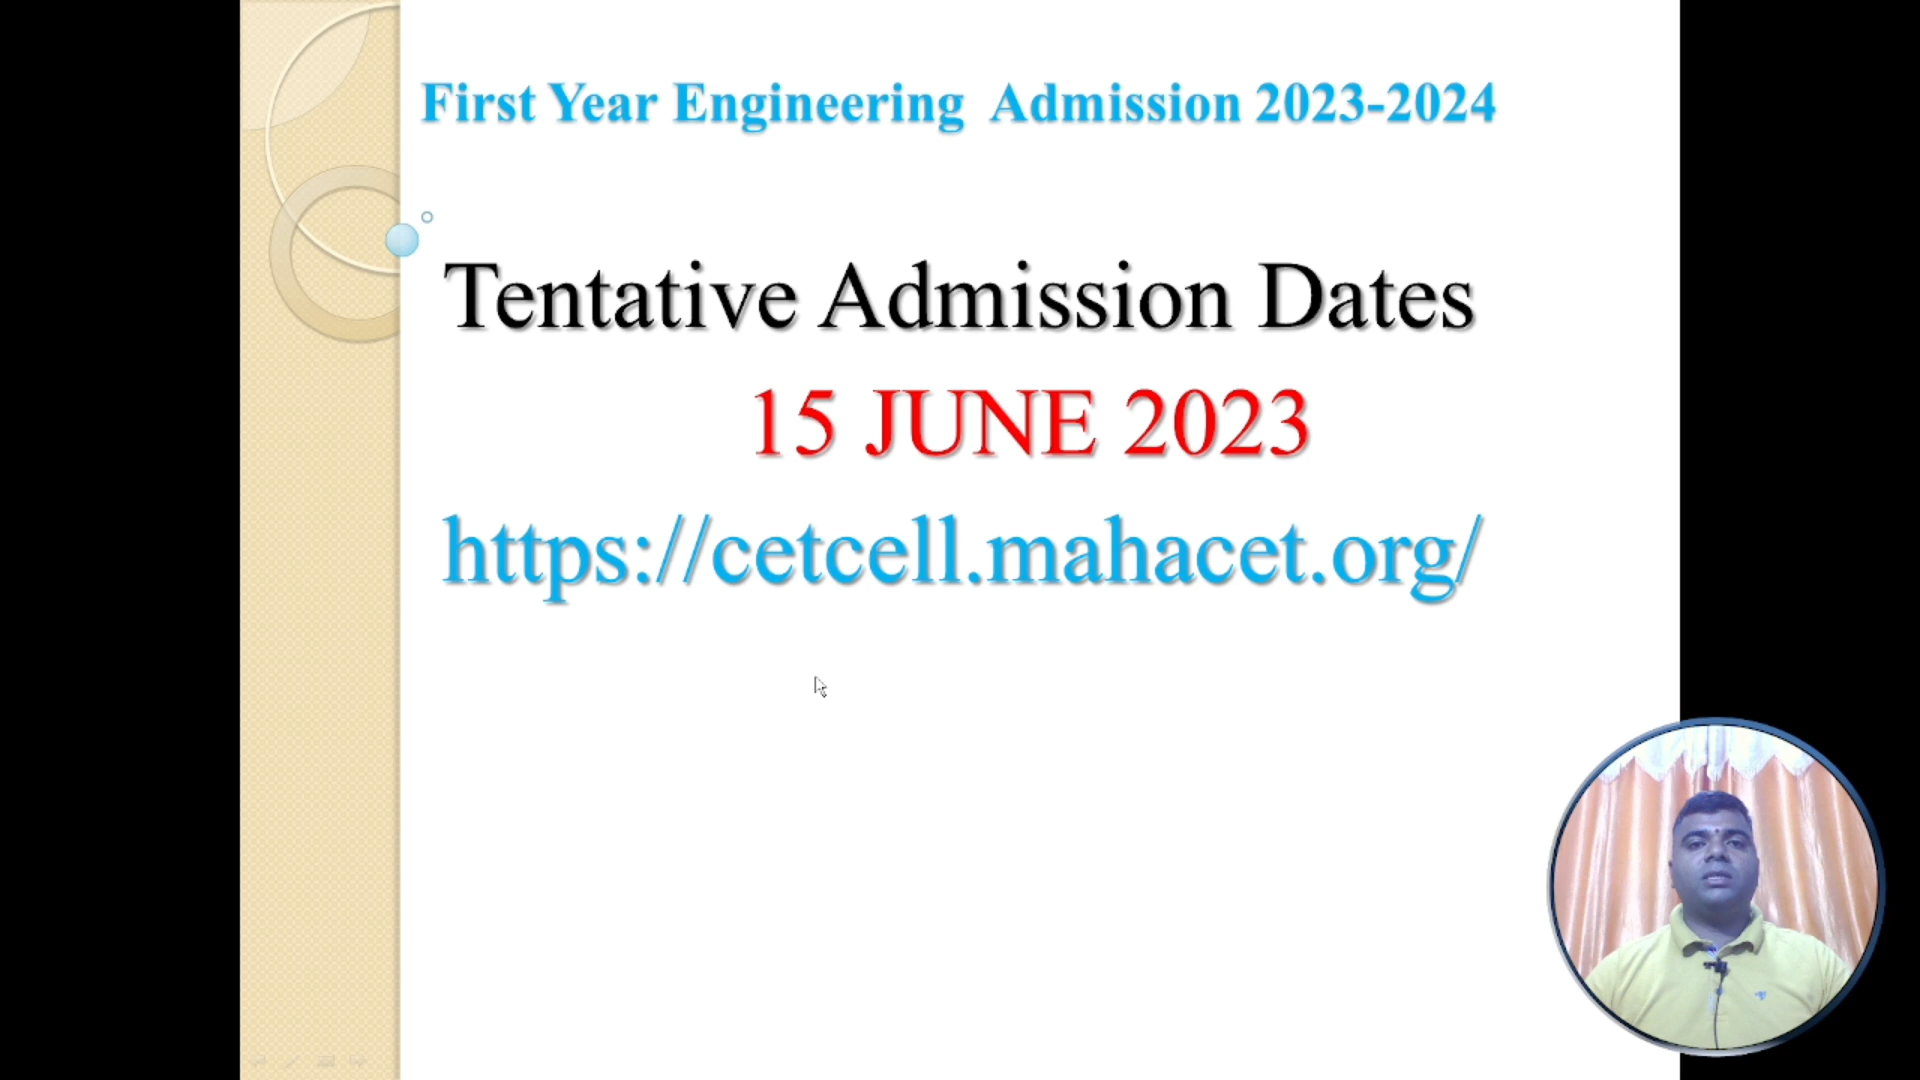 First Year Engineering Admission 2023-2024
Tentative Admission Dates
15 JUNE 2023
https://cetcell.mahacet.org/